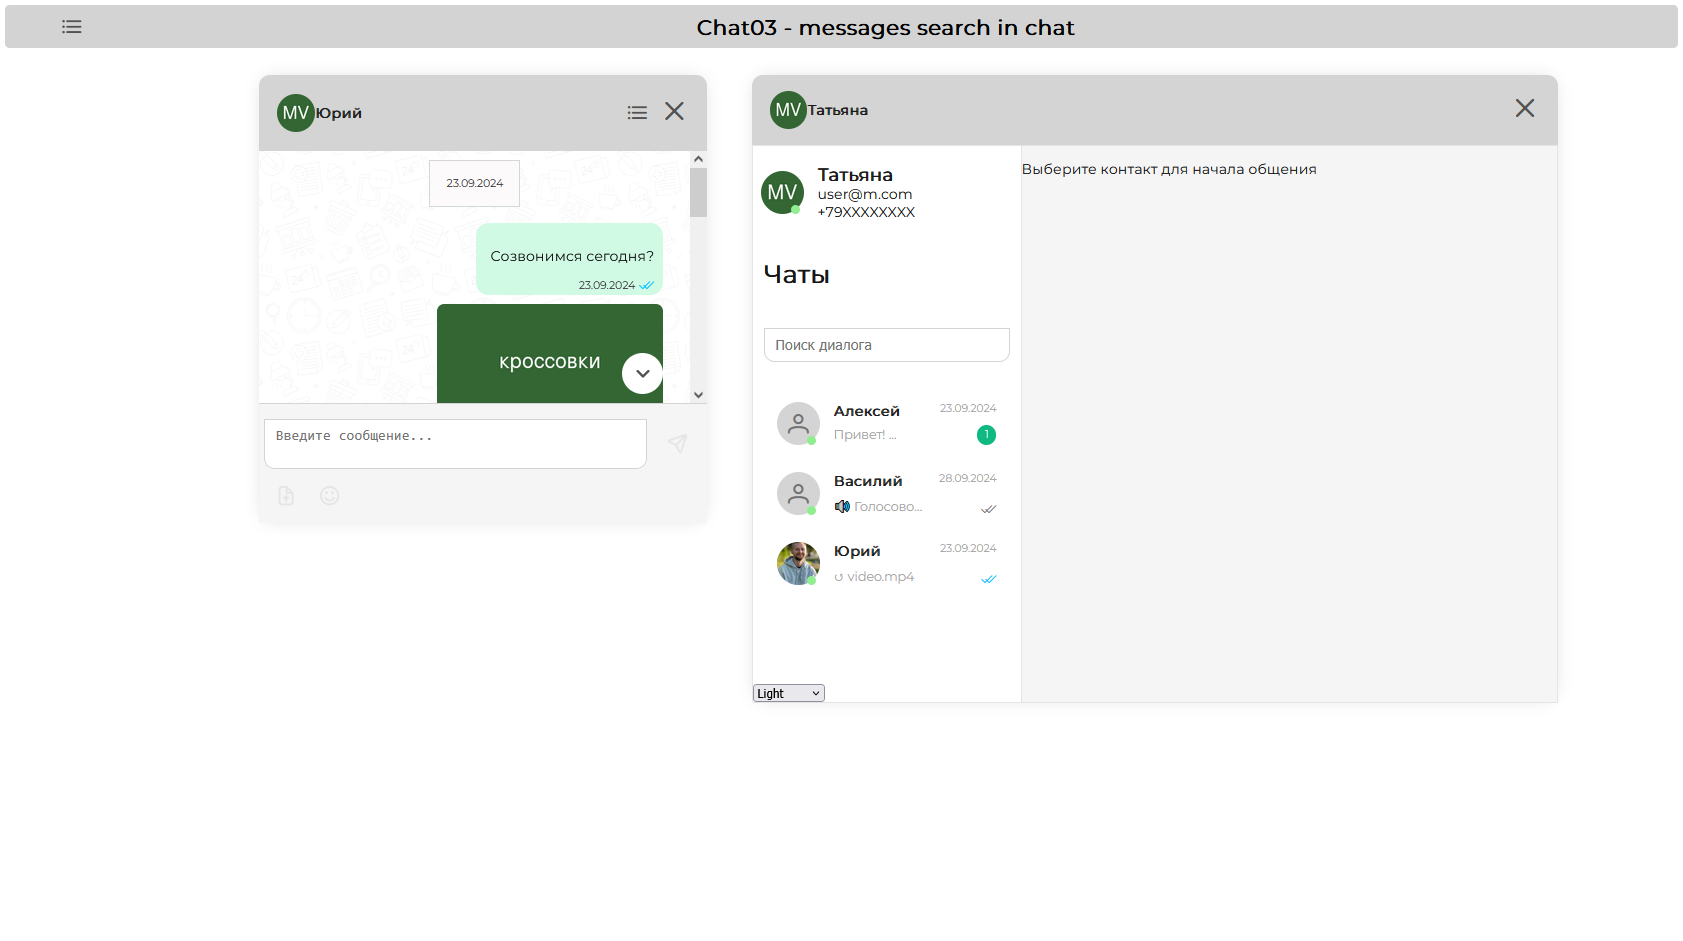 Chat03 - messages search in chat
MV Юрий
23.09.2024
Созвонимся сегодня?
23.09.2024
кроссовки
Введите сообщение...
MV Татьяна
MV
Татьяна
user@m.com
+79XXXXXXXX
Чаты
Поиск диалога
Алексей 23.09.2024
Привет! ... 1
Василий 28.09.2024
Голосово...
Юрий 23.09.2024
video.mp4
Light
Выберите контакт для начала общения